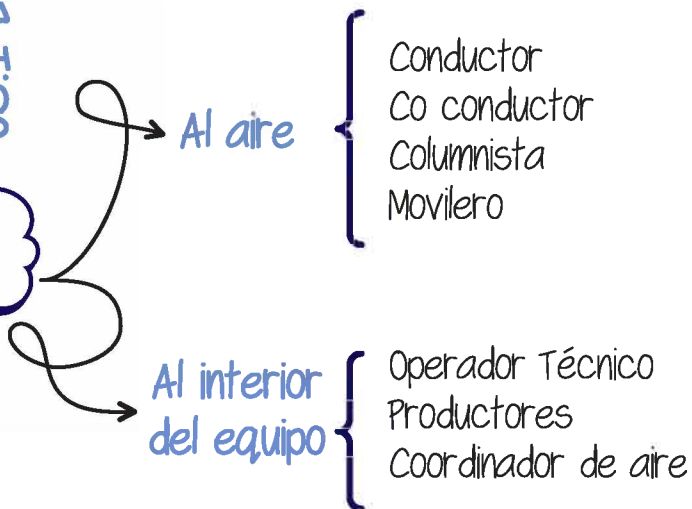 Al aire
Conductor
Co conductor
Columnista
Movilero
Al interior
del equipo
Operador Técnico
Productores
Coordinador de aire